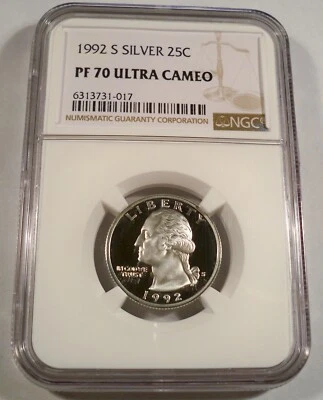 1992 S SILVER 25C
PF 70 ULTRA CAMEO
6313731-017
NUMISMATIC GUARANTY CORPORATION
NGC
LIBERTY
IN GOD WE
TRUST
S
1992